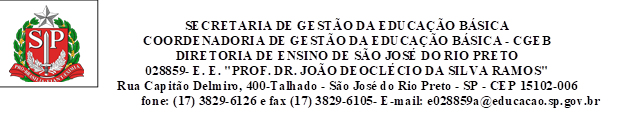 SP
SECRETARIA DE GESTÃO DA EDUCAÇÃO BÁSICA
COORDENADORIA DE GESTÃO DA EDUCAÇÃO BÁSICA - CGEB
DIRETORIA DE ENSINO DE SÃO JOSÉ DO RIO PRETO
028859- E. E. "PROF. DR. JOÃO DEOCLÉCIO DA SILVA RAMOS"
Rua Capitão Delmiro, 400-Talhado - São José do Rio Preto - SP - CEP 15102-006
fone: (17) 3829-6126 e fax (17) 3829-6105- E-mail: e028859a@educacao.sp.gov.br